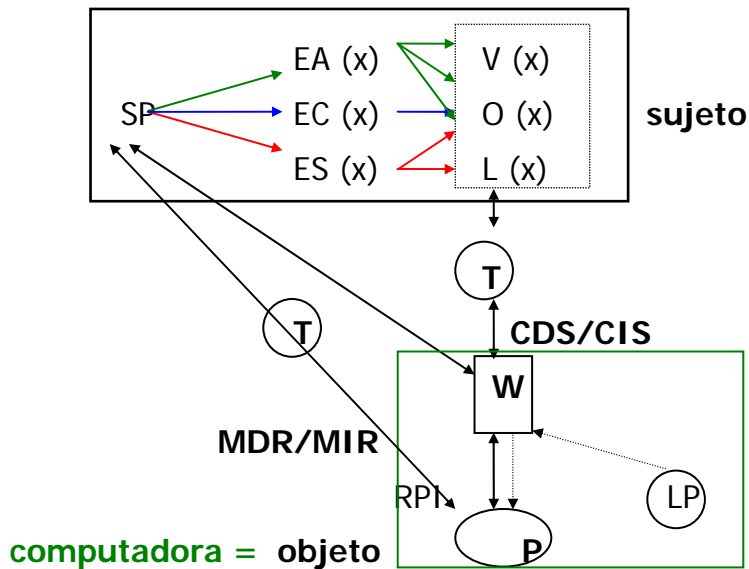 EA (x) V (x)
SP EC (x) O (x) sujeto
ES (x) L (x)
T
T
CDS/CIS
W
MDR/MIR
RPI LP
computadora = objeto P